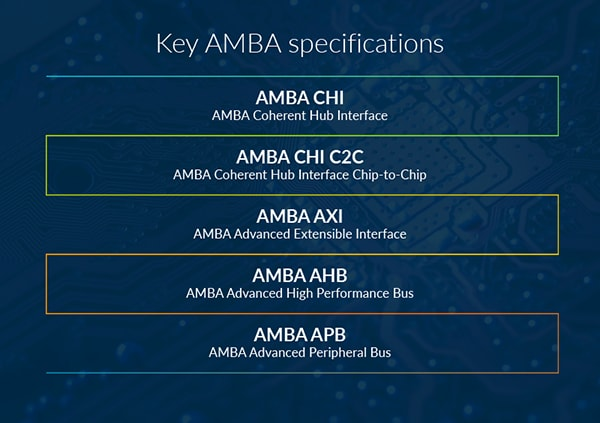 Key AMBA specifications
AMBA CHI
AMBA Coherent Hub Interface
AMBA CHI C2C
AMBA Coherent Hub Interface Chip-to-Chip
AMBA AXI
AMBA Advanced Extensible Interface
AMBA AHB
AMBA Advanced High Performance Bus
AMBA APB
AMBA Advanced Peripheral Bus